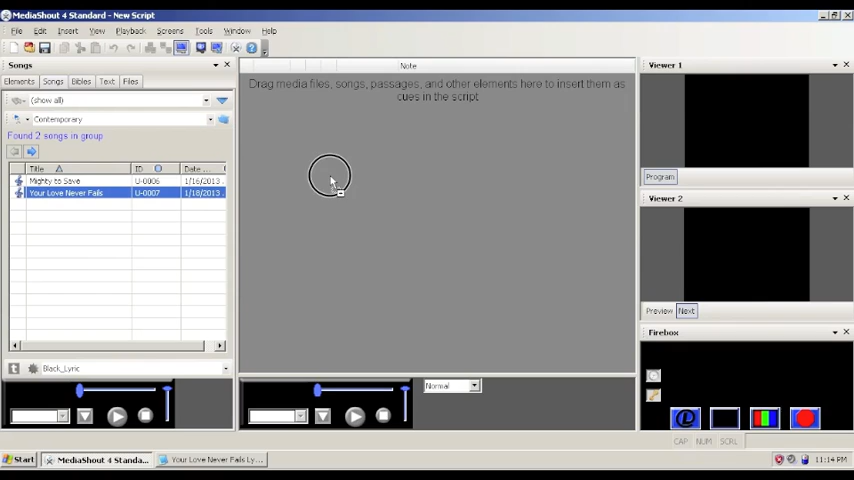 MediaShout 4 Standard - New Script
File Edit Insert View Playback Screens Tools Window Help
Songs
Elements Songs Bibles Text Files
(show all)
Contemporary
Found 2 songs in group
Title ID Date ...
Mighty to Save U-0006 1/16/2013
Your Love Never Fails U-0007 1/18/2013
Black_Lyric
Note
Drag media files, songs, passages, and other elements here to insert them as
cues in the script
Normal
Viewer 1
Program
Viewer 2
Preview Next
Firebox
CAP NUM SCRL
Start MediaShout 4 Standa... Your Love Never Fails Ly... 11:14 PM